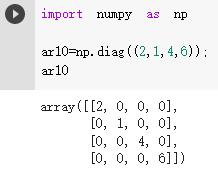 import numpy as np
ar10=np.diag((2,1,4,6));
ar10
array([[2, 0, 0, 0],
[0, 1, 0, 0],
[0, 0, 4, 0],
[0, 0, 0, 6]])